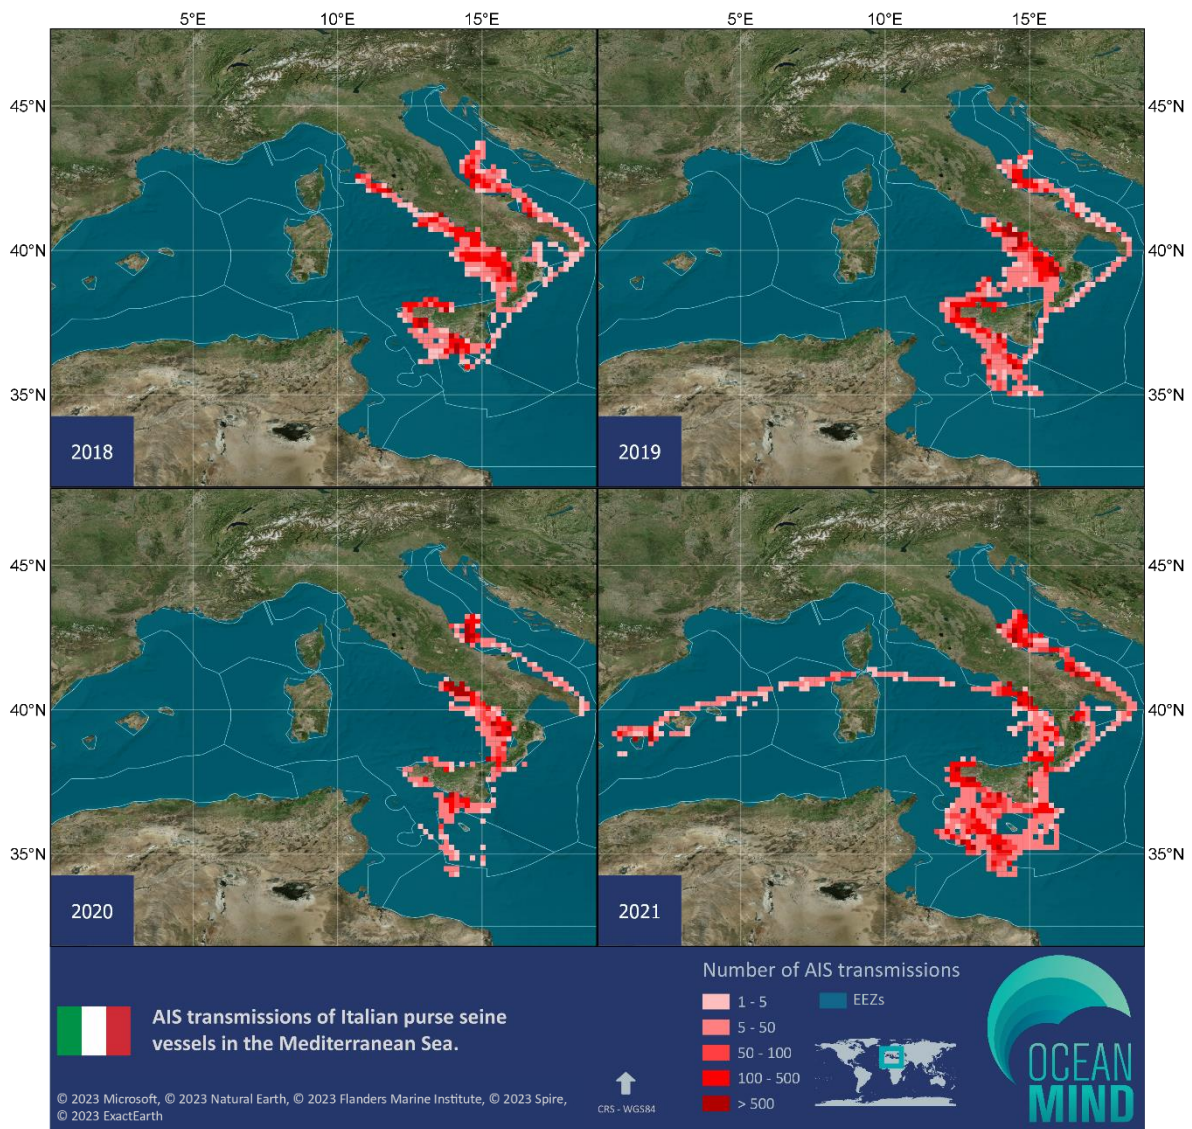 5°E 10°E 15°E 5°E 10°E 15°E
45°N 45°N
40°N 40°N
35°N 35°N
2018 2019
45°N 45°N
40°N 40°N
35°N 35°N
2020 2021
AIS transmissions of Italian purse seine
vessels in the Mediterranean Sea.
© 2023 Microsoft, © 2023 Natural Earth, © 2023 Flanders Marine Institute, © 2023 Spire,
© 2023 ExactEarth
CRS - WGS84
Number of AIS transmissions
1 - 5 EEZs
5 - 50
50 - 100
100 - 500
> 500
OCEAN
MIND